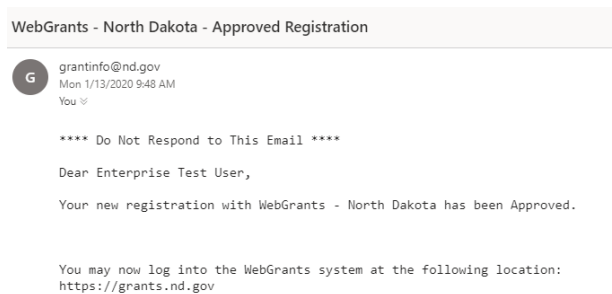 WebGrants - North Dakota - Approved Registration
G
grantinfo@nd.gov
Mon 1/13/2020 9:48 AM
You
**** Do Not Respond to This Email ****
Dear Enterprise Test User,
Your new registration with WebGrants - North Dakota has been Approved.
You may now log into the WebGrants system at the following location:
https://grants.nd.gov